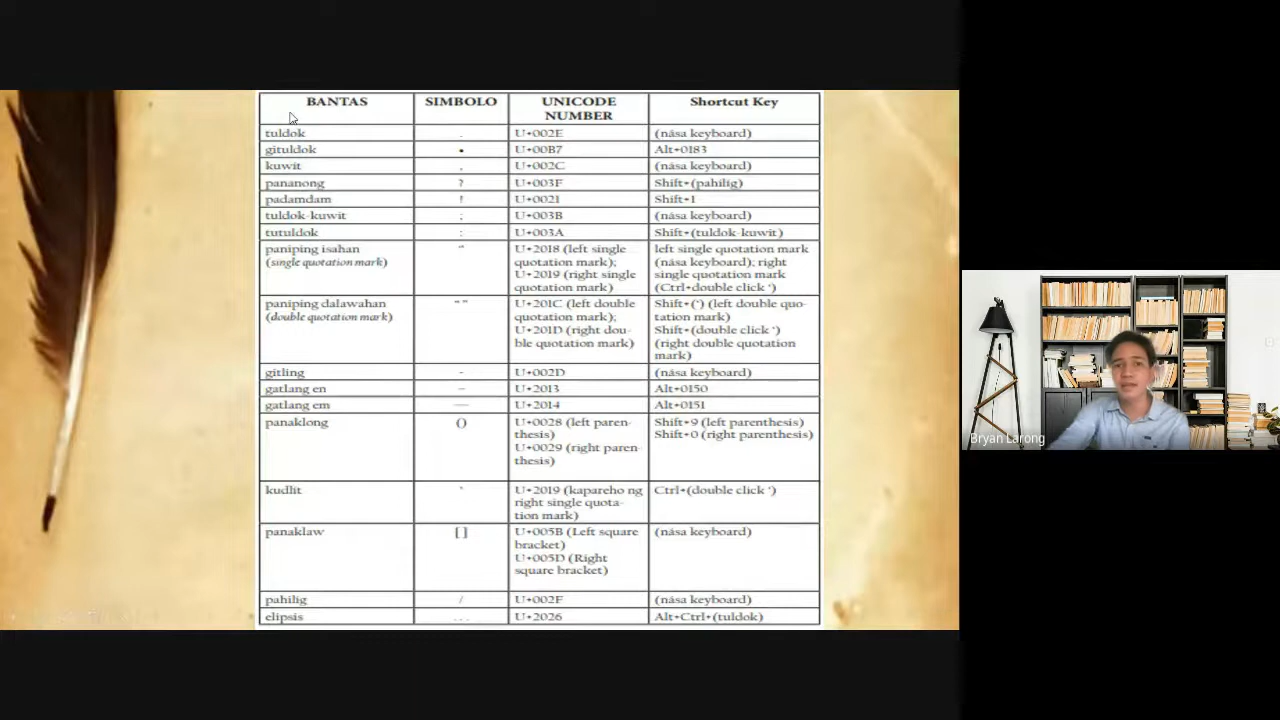 BANTAS SIMBOLO UNICODE NUMBER Shortcut Key
tuldok . U+002E (násа keyboard)
gituldok • U+00B7 Alt+0183
kuwit , U+002C (nása keyboard)
pananong ? U+003F Shift+(pahilig)
padamdam ! U+0021 Shift+1
tuldok-kuwit ; U+003B (nása keyboard)
tutuldok : U+003A Shift+(tuldok-kuwit)
paniping isahan ‘’ U+2018 (left single left single quotation mark
(single quotation mark) quotation mark); (nása keyboard); right
U+2019 (right single single quotation mark
quotation mark) (Ctrl+double click ’)
paniping dalawahan “ ” U+201C (left double Shift+(‘) (left double quo-
(double quotation mark) quotation mark); tation mark)
U+201D (right dou- Shift+(double click ’)
ble quotation mark) (right double quotation
mark)
gitling - U+002D (nása keyboard)
gatlang en – U+2013 Alt+0150
gatlang em — U+2014 Alt+0151
panaklong () U+0028 (left paren- Shift+9 (left parenthesis)
thesis) Shift+0 (right parenthesis)
U+0029 (right paren-
thesis)
kudlit ’ U+2019 (kapareho ng Ctrl+(double click ’)
right single quota-
tion mark)
panaklaw [ ] U+005B (Left square (nása keyboard)
bracket)
U+005D (Right
square bracket)
pahilig / U+002F (nása keyboard)
elipsis ... U+2026 Alt+Ctrl+(tuldok)
Bryan Larong